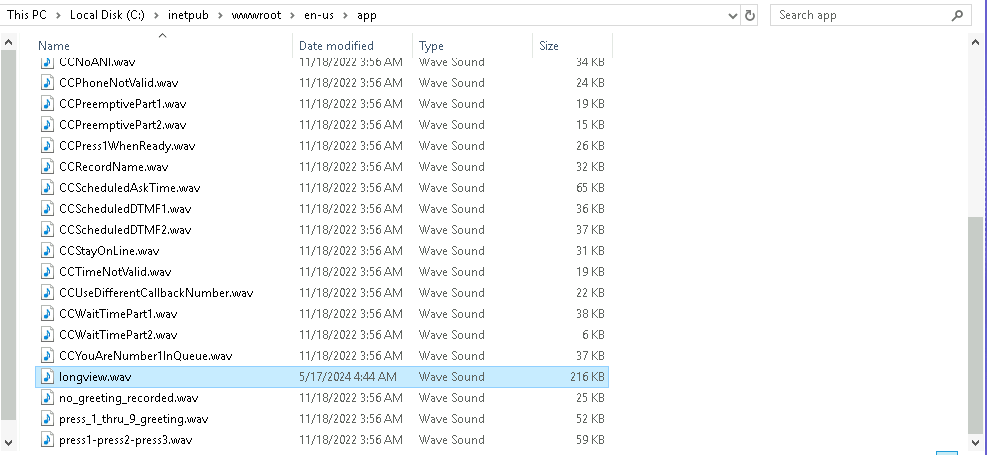 This PC > Local Disk (C:) > inetpub > wwwroot > en-us > app Search app
Name Date modified Type Size
CCNoANI.wav 11/18/2022 3:56 AM Wave Sound 34 KB
CCPhoneNotValid.wav 11/18/2022 3:56 AM Wave Sound 24 KB
CCPreemptivePart1.wav 11/18/2022 3:56 AM Wave Sound 19 KB
CCPreemptivePart2.wav 11/18/2022 3:56 AM Wave Sound 15 KB
CCPress1WhenReady.wav 11/18/2022 3:56 AM Wave Sound 26 KB
CCRecordName.wav 11/18/2022 3:56 AM Wave Sound 32 KB
CCScheduledAskTime.wav 11/18/2022 3:56 AM Wave Sound 65 KB
CCScheduledDTMF1.wav 11/18/2022 3:56 AM Wave Sound 36 KB
CCScheduledDTMF2.wav 11/18/2022 3:56 AM Wave Sound 37 KB
CCStayOnLine.wav 11/18/2022 3:56 AM Wave Sound 31 KB
CCTimeNotValid.wav 11/18/2022 3:56 AM Wave Sound 19 KB
CCUseDifferentCallbackNumber.wav 11/18/2022 3:56 AM Wave Sound 22 KB
CCWaitTimePart1.wav 11/18/2022 3:56 AM Wave Sound 38 KB
CCWaitTimePart2.wav 11/18/2022 3:56 AM Wave Sound 6 KB
CCYouAreNumber1InQueue.wav 11/18/2022 3:56 AM Wave Sound 37 KB
longview.wav 5/17/2024 4:44 AM Wave Sound 216 KB
no_greeting_recorded.wav 11/18/2022 3:56 AM Wave Sound 25 KB
press_1_thru_9_greeting.wav 11/18/2022 3:56 AM Wave Sound 52 KB
press1-press2-press3.wav 11/18/2022 3:56 AM Wave Sound 59 KB